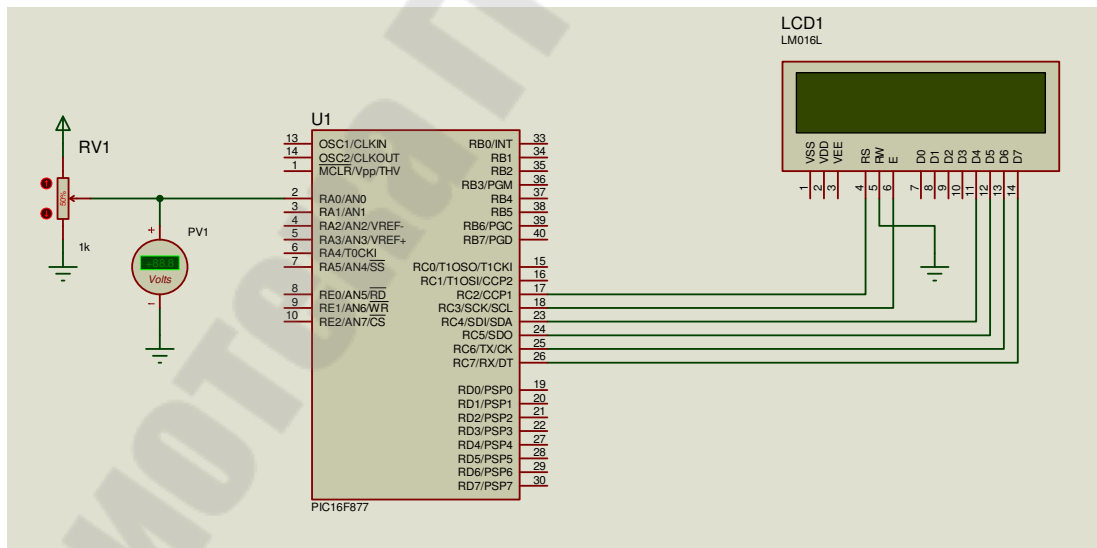 LCD1
LM016L
VSS
VDD
VEE
RS
RW
E
D0
D1
D2
D3
D4
D5
D6
D7
1
2
3
4
5
6
7
8
9
10
11
12
13
14
RV1
50%
1k
PV1
+88.8
Volts
U1
13 OSC1/CLKIN RB0/INT 33
14 OSC2/CLKOUT RB1 34
1 MCLR/Vpp/THV RB2 35
RB3/PGM 36
2 RA0/AN0 RB4 37
3 RA1/AN1 RB5 38
4 RA2/AN2/VREF- RB6/PGC 39
5 RA3/AN3/VREF+ RB7/PGD 40
6 RA4/T0CKI
7 RA5/AN4/SS RC0/T1OSO/T1CKI 15
RC1/T1OSI/CCP2 16
8 RE0/AN5/RD RC2/CCP1 17
9 RE1/AN6/WR RC3/SCK/SCL 18
10 RE2/AN7/CS RC4/SDI/SDA 23
RC5/SDO 24
RC6/TX/CK 25
RC7/RX/DT 26
RD0/PSP0 19
RD1/PSP1 20
RD2/PSP2 21
RD3/PSP3 22
RD4/PSP4 27
RD5/PSP5 28
RD6/PSP6 29
RD7/PSP7 30
PIC16F877